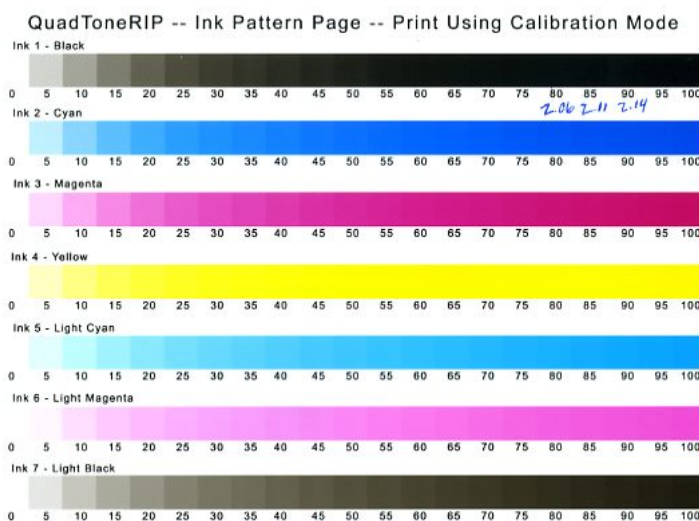 QuadToneRIP -- Ink Pattern Page -- Print Using Calibration Mode
Ink 1 - Black
0 5 10 15 20 25 30 35 40 45 50 55 60 65 70 75 80 85 90 95 100
2.06 2.11 2.14
Ink 2 - Cyan
0 5 10 15 20 25 30 35 40 45 50 55 60 65 70 75 80 85 90 95 100
Ink 3 - Magenta
0 5 10 15 20 25 30 35 40 45 50 55 60 65 70 75 80 85 90 95 100
Ink 4 - Yellow
0 5 10 15 20 25 30 35 40 45 50 55 60 65 70 75 80 85 90 95 100
Ink 5 - Light Cyan
0 5 10 15 20 25 30 35 40 45 50 55 60 65 70 75 80 85 90 95 100
Ink 6 - Light Magenta
0 5 10 15 20 25 30 35 40 45 50 55 60 65 70 75 80 85 90 95 100
Ink 7 - Light Black
0 5 10 15 20 25 30 35 40 45 50 55 60 65 70 75 80 85 90 95 100